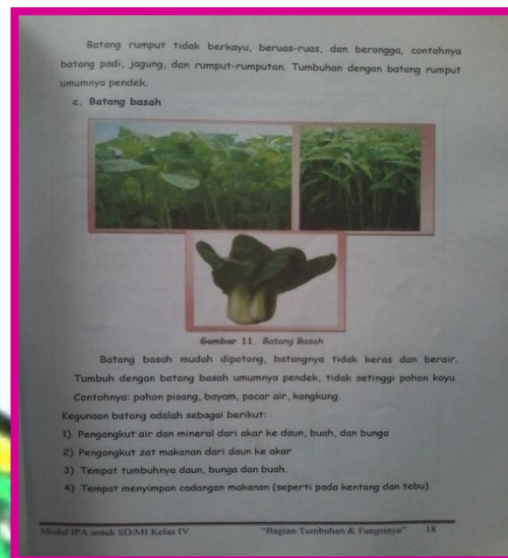 Batang rumput tidak berkayu, beruas-ruas, dan berongga, contohnya
batang padi, jagung, dan rumput-rumputan. Tumbuhan dengan batang rumput
umumnya pendek.
c. Batang basah
Gambar 11. Batang Basah
Batang basah mudah dipotong, batangnya tidak keras dan berair.
Tumbuh dengan batang basah umumnya pendek, tidak setinggi pohon kayu.
Contohnya: pohon pisang, bayam, pacar air, kangkung.
Kegunaan batang adalah sebagai berikut:
1) Pengangkut air dan mineral dari akar ke daun, buah, dan bunga
2) Pengangkut zat makanan dari daun ke akar
3) Tempat tumbuhnya daun, bunga dan buah.
4) Tempat menyimpan cadangan makanan (seperti pada kentang dan tebu).
Modul IPA untuk SD/MI Kelas IV "Bagian Tumbuhan & Fungsinya" 18